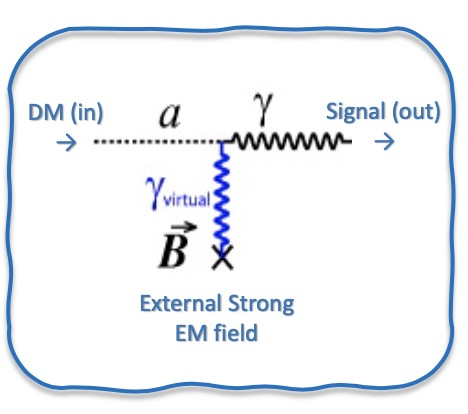 DM (in) a γ Signal (out)
→ →
γvirtual
B⃗
External Strong
EM field